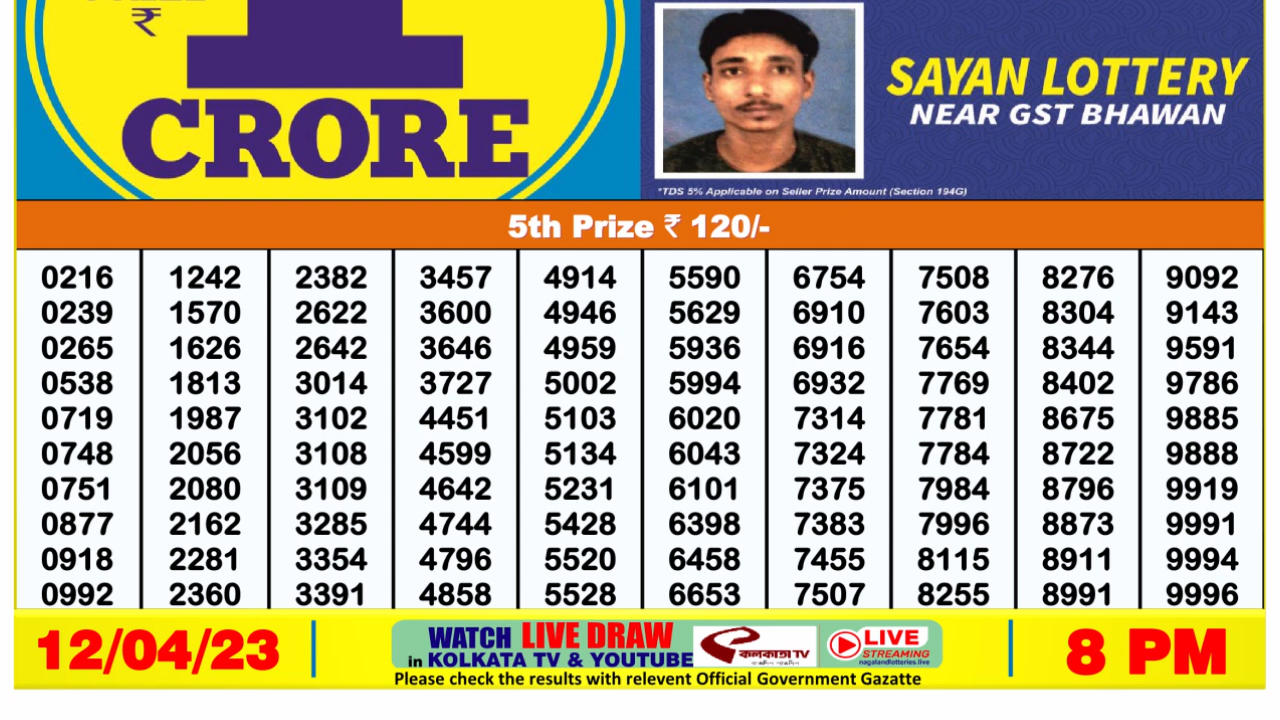 ₹
CRORE
SAYAN LOTTERY
NEAR GST BHAWAN
*TDS 5% Applicable on Seller Prize Amount (Section 194G)
5th Prize ₹ 120/-
0216 1242 2382 3457 4914 5590 6754 7508 8276 9092
0239 1570 2622 3600 4946 5629 6910 7603 8304 9143
0265 1626 2642 3646 4959 5936 6916 7654 8344 9591
0538 1813 3014 3727 5002 5994 6932 7769 8402 9786
0719 1987 3102 4451 5103 6020 7314 7781 8675 9885
0748 2056 3108 4599 5134 6043 7324 7784 8722 9888
0751 2080 3109 4642 5231 6101 7375 7984 8796 9919
0877 2162 3285 4744 5428 6398 7383 7996 8873 9991
0918 2281 3354 4796 5520 6458 7455 8115 8911 9994
0992 2360 3391 4858 5528 6653 7507 8255 8991 9996
12/04/23
WATCH LIVE DRAW
in KOLKATA TV & YOUTUBE
কলকাতা TV
LIVE
STREAMING
nagalandlotteries.live
8 PM
Please check the results with relevent Official Government Gazatte